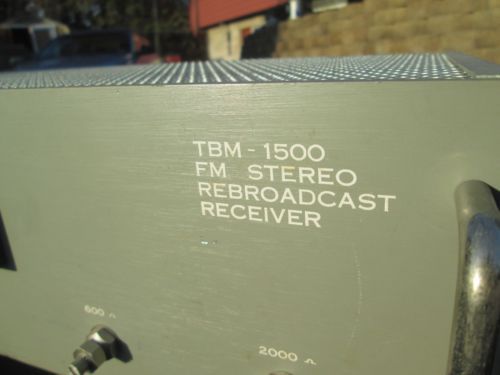 TBM - 1500
FM STEREO
REBROADCAST
RECEIVER
600 Ω
2000 Ω